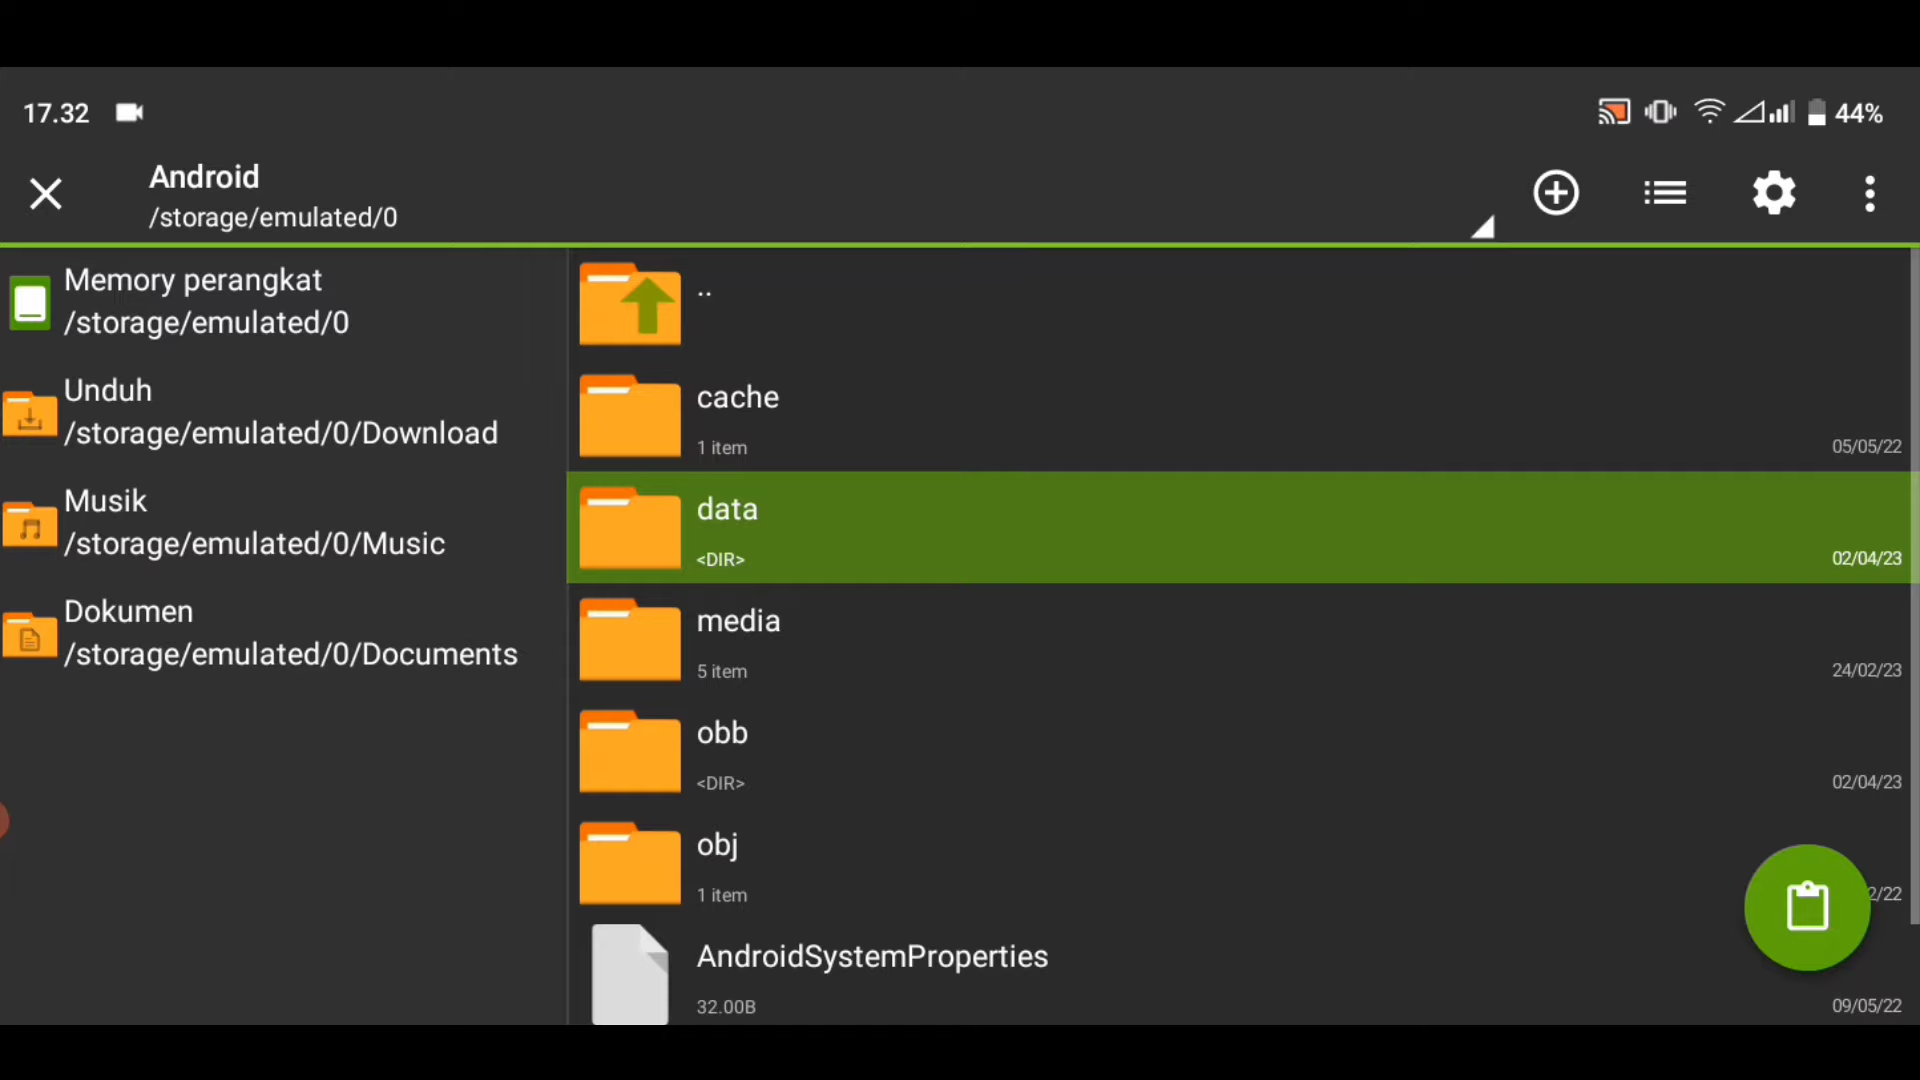 17.32
44%
Android
/storage/emulated/0
Memory perangkat
/storage/emulated/0
Unduh
/storage/emulated/0/Download
Musik
/storage/emulated/0/Music
Dokumen
/storage/emulated/0/Documents
..
cache
1 item
05/05/22
data
<DIR>
02/04/23
media
5 item
24/02/23
obb
<DIR>
02/04/23
obj
1 item
2/22
AndroidSystemProperties
32.00B
09/05/22